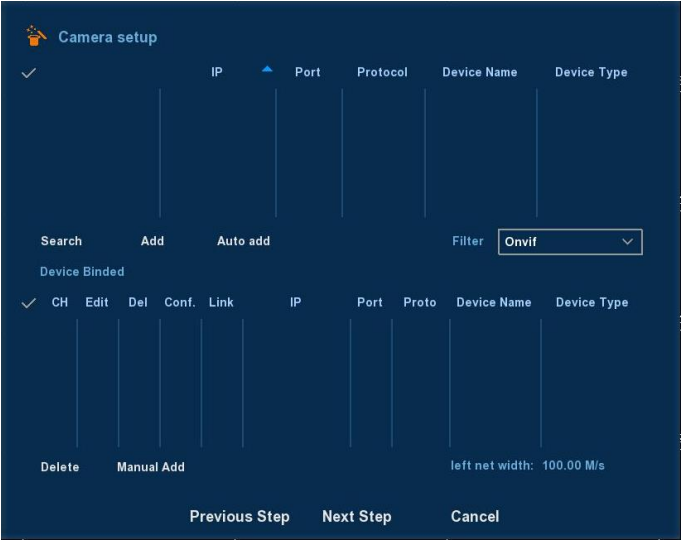 Camera setup
IP Port Protocol Device Name Device Type
Search Add Auto add Filter Onvif
Device Binded
CH Edit Del Conf. Link IP Port Proto Device Name Device Type
Delete Manual Add left net width: 100.00 M/s
Previous Step Next Step Cancel